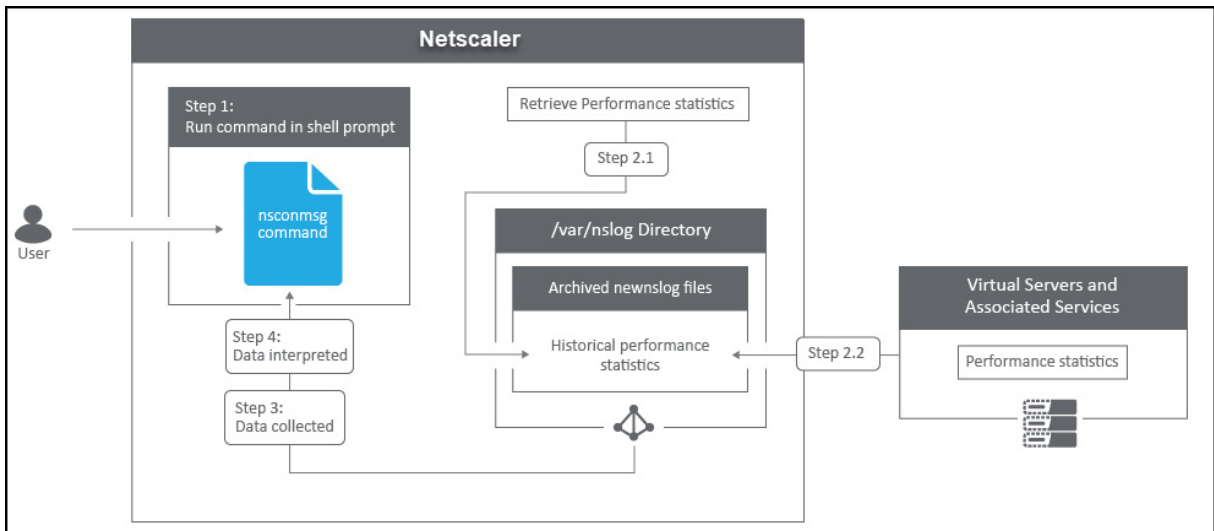 Netscaler
Step 1:
Run command in shell prompt
nsconmsg
command
User
Step 4:
Data interpreted
Step 3:
Data collected
Retrieve Performance statistics
Step 2.1
/var/nslog Directory
Archived newnslog files
Historical performance
statistics
Step 2.2
Virtual Servers and
Associated Services
Performance statistics